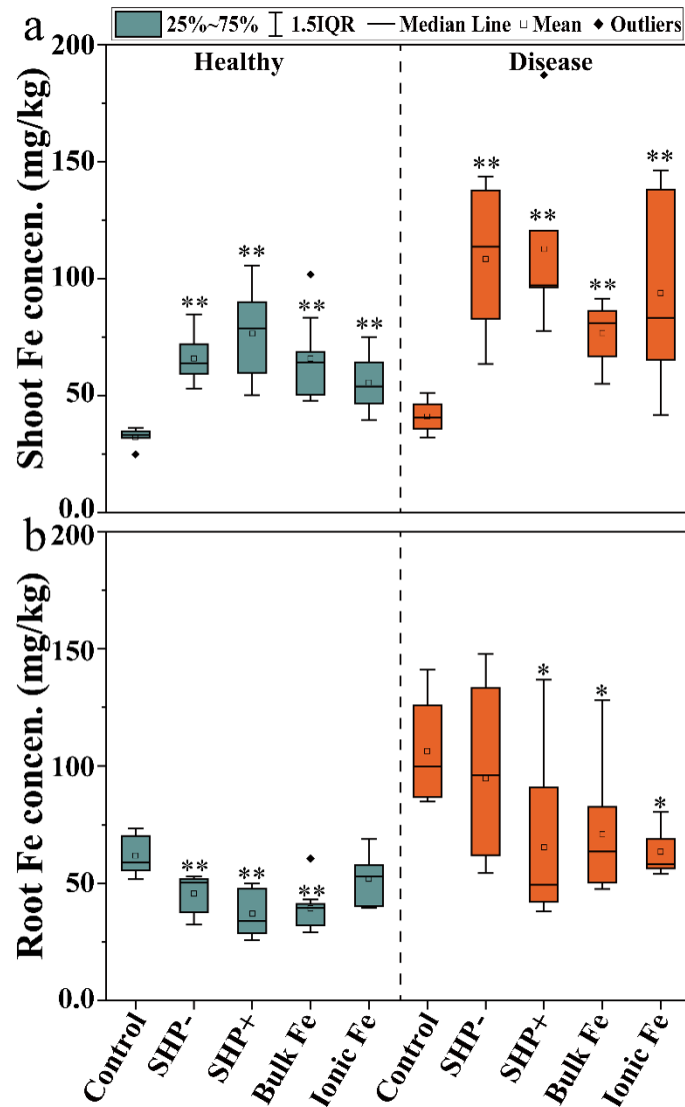 a
25%~75% 1.5IQR Median Line Mean Outliers
Healthy Disease
Shoot Fe concen. (mg/kg)
200
150
100
50
0.0
** ** ** **
** ** ** **
b
Root Fe concen. (mg/kg)
200
150
100
50
0.0
** ** **
* * *
Control SHP- SHP+ Bulk Fe Ionic Fe Control SHP- SHP+ Bulk Fe Ionic Fe